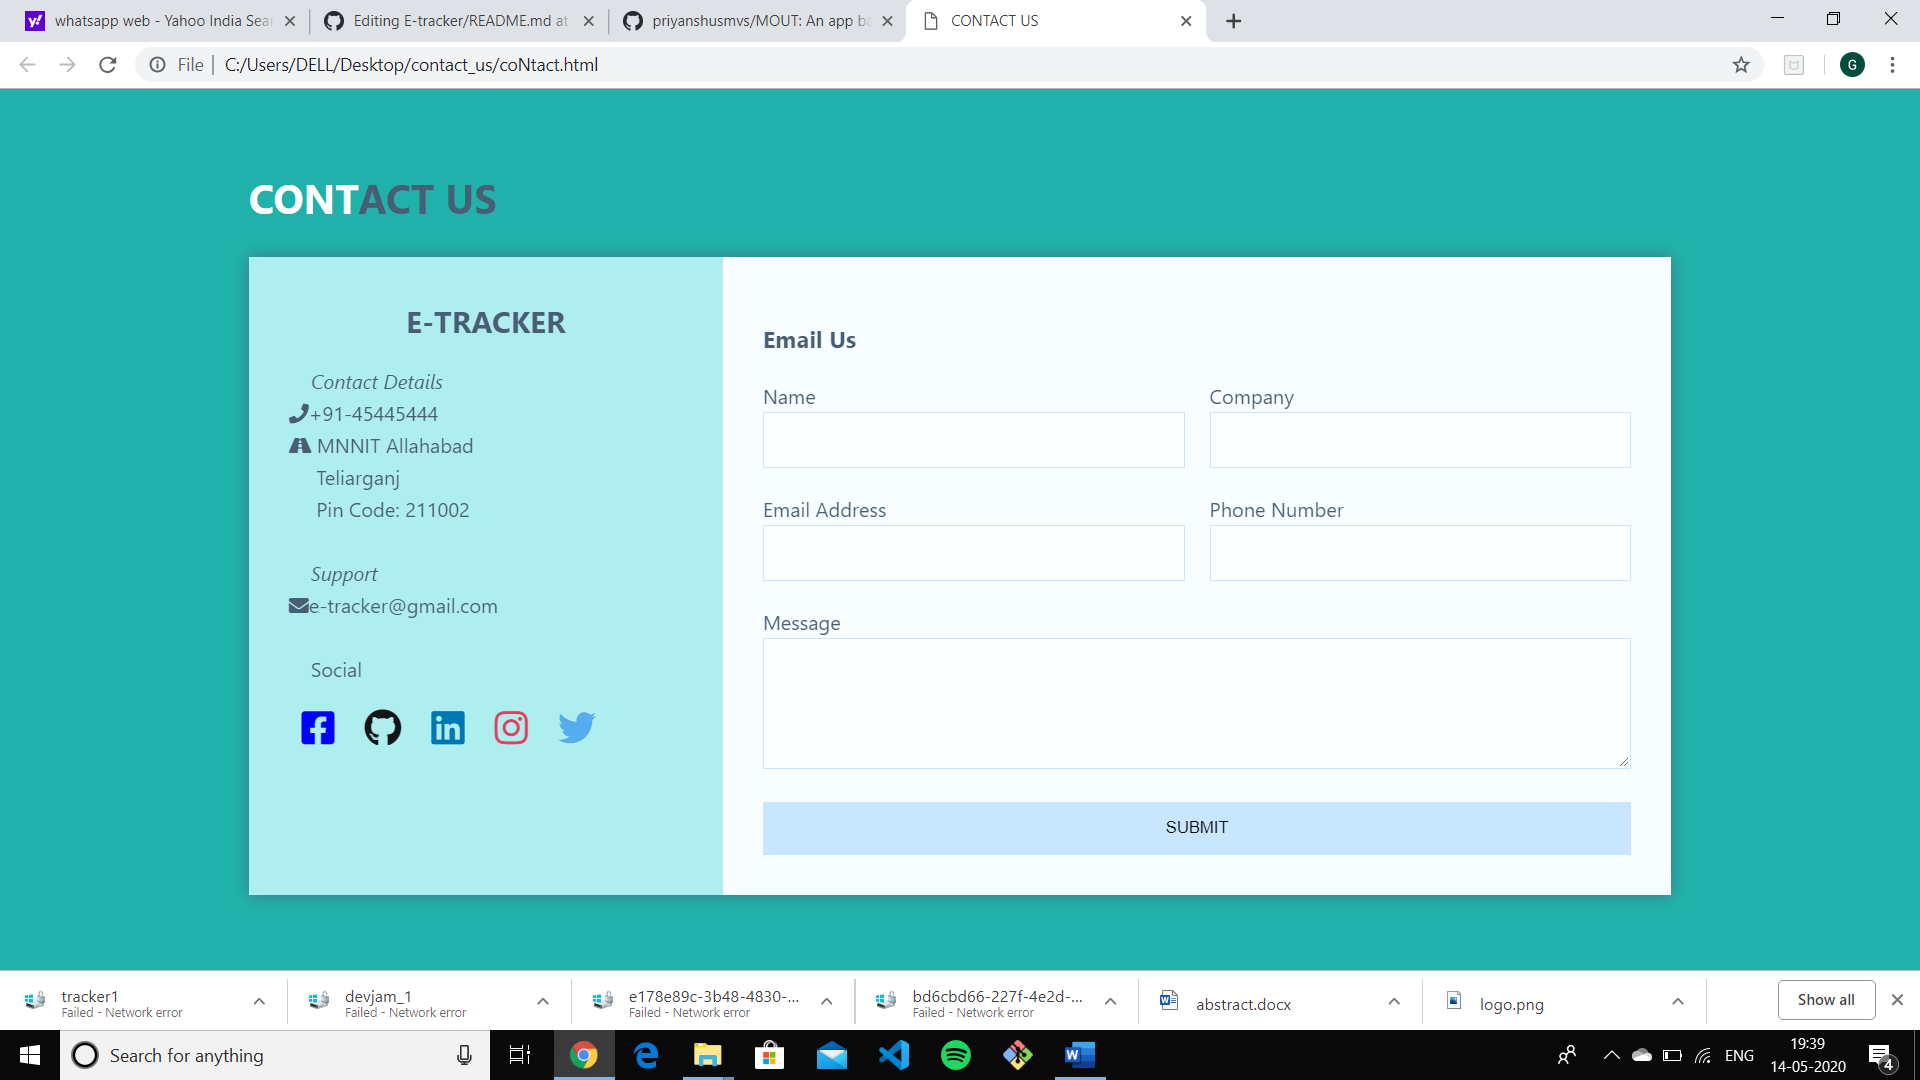 whatsapp web - Yahoo India Sear
Editing E-tracker/README.md at
priyanshusmvs/MOUT: An app ba
CONTACT US
File
C:/Users/DELL/Desktop/contact_us/coNtact.html
G
CONTACT US
E-TRACKER
Contact Details
+91-45445444
MNNIT Allahabad
Teliarganj
Pin Code: 211002
Support
e-tracker@gmail.com
Social
Email Us
Name
Company
Email Address
Phone Number
Message
SUBMIT
tracker1
Failed - Network error
devjam_1
Failed - Network error
e178e89c-3b48-4830-...
Failed - Network error
bd6cbd66-227f-4e2d-...
Failed - Network error
abstract.docx
logo.png
Show all
Search for anything
ENG
19:39
14-05-2020
4